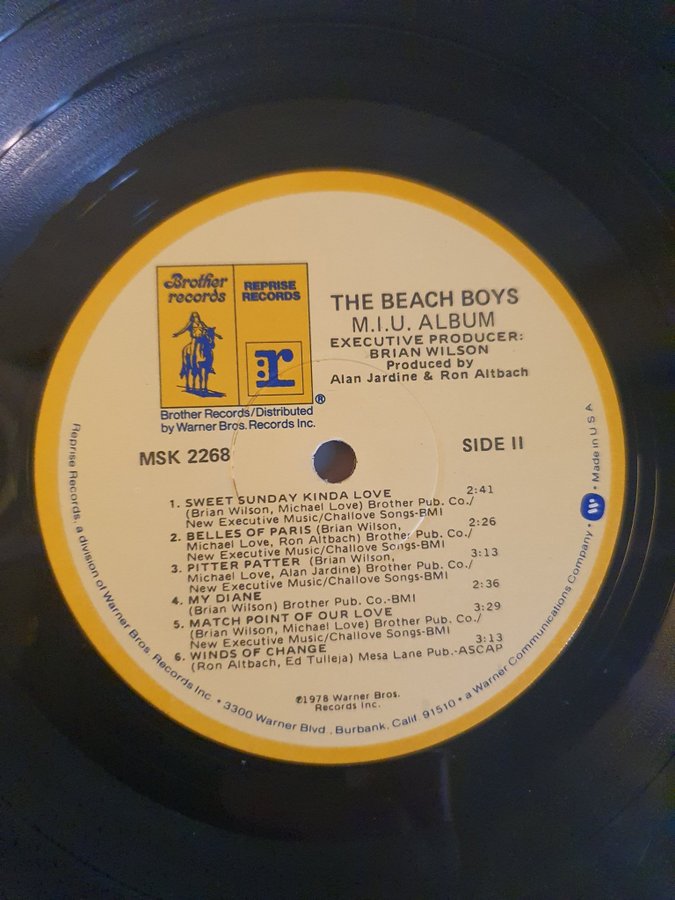 Brother
records
REPRISE
RECORDS
r
®
Brother Records/Distributed
by Warner Bros. Records Inc.
THE BEACH BOYS
M.I.U. ALBUM
EXECUTIVE PRODUCER:
BRIAN WILSON
Produced by
Alan Jardine & Ron Altbach
MSK 2268
SIDE II
1. SWEET SUNDAY KINDA LOVE 2:41
(Brian Wilson, Michael Love) Brother Pub. Co./
New Executive Music/Challove Songs-BMI
2. BELLES OF PARIS (Brian Wilson, 2:26
Michael Love, Ron Altbach) Brother Pub. Co./
New Executive Music/Challove Songs-BMI
3. PITTER PATTER (Brian Wilson, 3:13
Michael Love, Alan Jardine) Brother Pub. Co./
New Executive Music/Challove Songs-BMI
4. MY DIANE 2:36
(Brian Wilson) Brother Pub. Co.-BMI
5. MATCH POINT OF OUR LOVE 3:29
(Brian Wilson, Michael Love) Brother Pub. Co./
New Executive Music/Challove Songs-BMI
6. WINDS OF CHANGE 3:13
(Ron Altbach, Ed Tulleja) Mesa Lane Pub.-ASCAP
℗1978 Warner Bros.
Records Inc.
Reprise Records, a division of Warner Bros. Records Inc. • 3300 Warner Blvd., Burbank, Calif. 91510 • a Warner Communications Company • Made in U.S.A